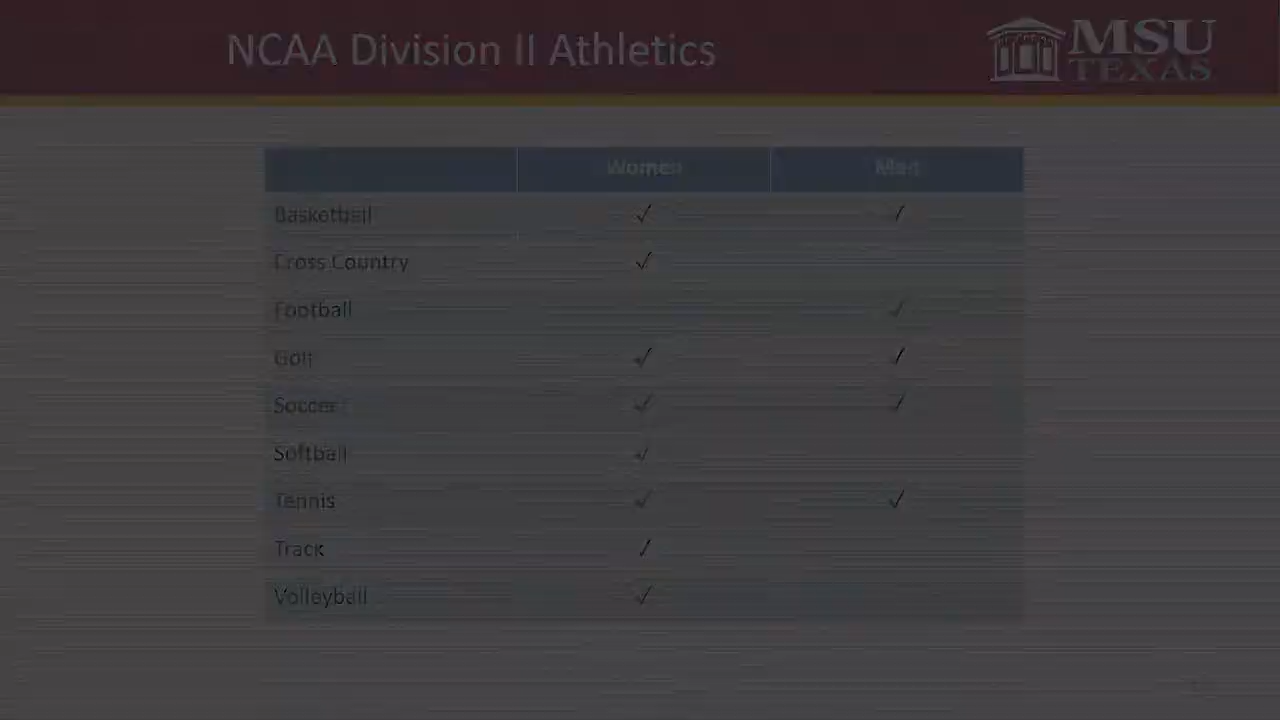 NCAA Division II Athletics
MSU
TEXAS
Women Men
Basketball ✓ ✓
Cross Country ✓
Football ✓
Golf ✓ ✓
Soccer ✓ ✓
Softball ✓
Tennis ✓ ✓
Track ✓
Volleyball ✓